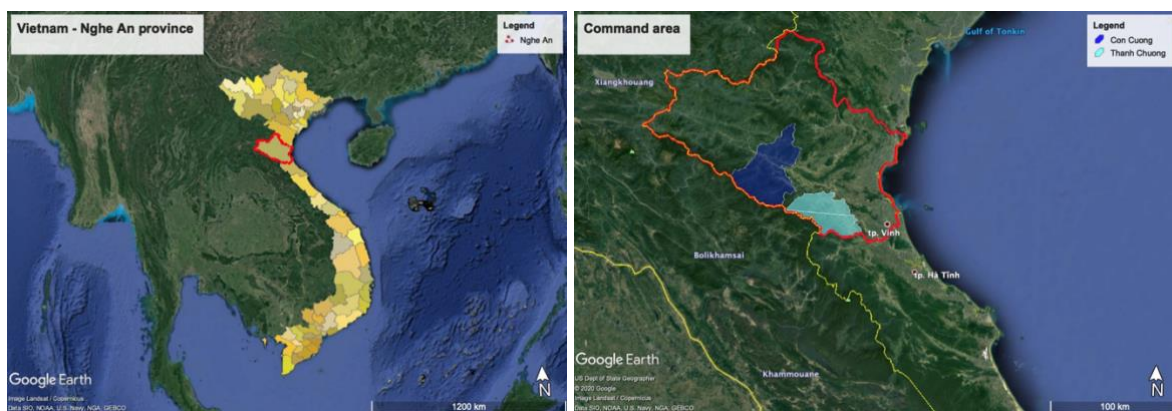 Vietnam - Nghe An province
Legend
Nghe An
Google Earth
Image Landsat / Copernicus
Data SIO, NOAA, U.S. Navy, NGA, GEBCO
1200 km
N
Command area
Legend
Con Cuong
Thanh Chuong
Gulf of Tonkin
Xiangkhouang
tp. Vinh
Bolikhamsai
tp. Hà Tĩnh
Google Earth
US Dept of State Geographer
© 2020 Google
Image Landsat / Copernicus
Data SIO, NOAA, U.S. Navy, NGA, GEBCO
Khammouane
100 km
N